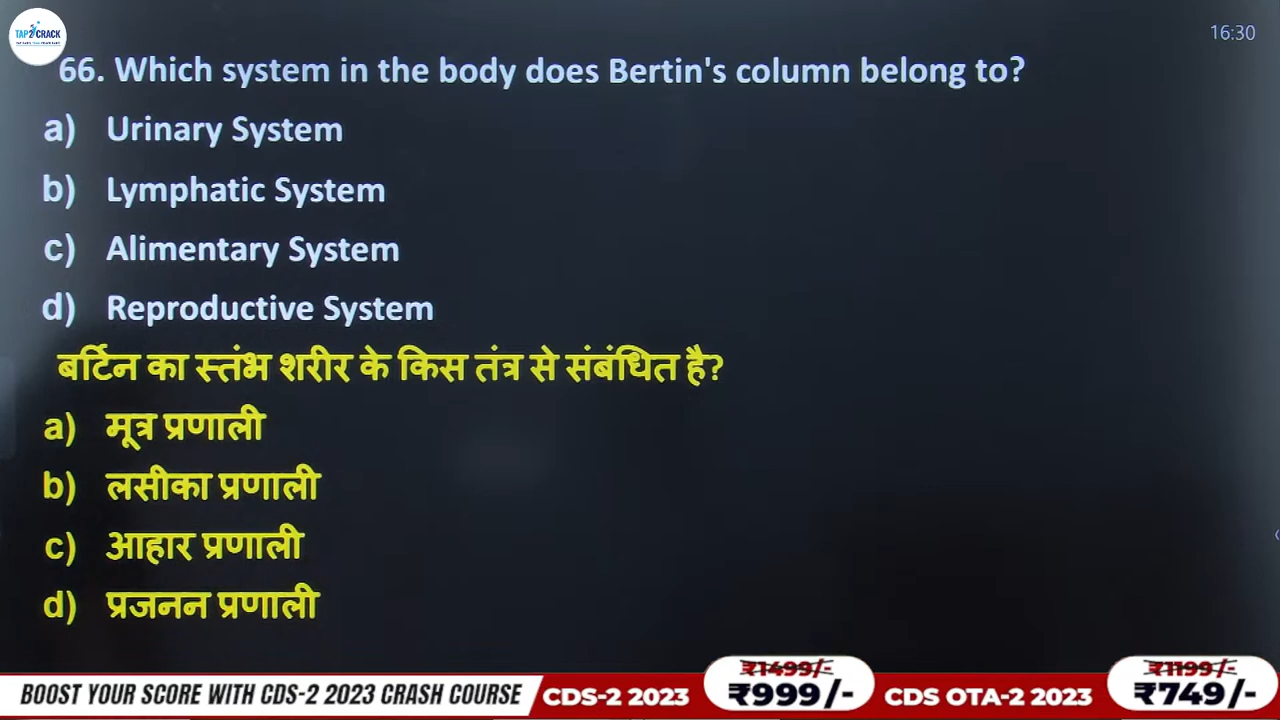 TAP2CRACK
16:30
66. Which system in the body does Bertin's column belong to?
a) Urinary System
b) Lymphatic System
c) Alimentary System
d) Reproductive System
बर्टिन का स्तंभ शरीर के किस तंत्र से संबंधित है?
a) मूत्र प्रणाली
b) लसीका प्रणाली
c) आहार प्रणाली
d) प्रजनन प्रणाली
₹1499/- ₹1199/-
BOOST YOUR SCORE WITH CDS-2 2023 CRASH COURSE CDS-2 2023 ₹999/- CDS OTA-2 2023 ₹749/-